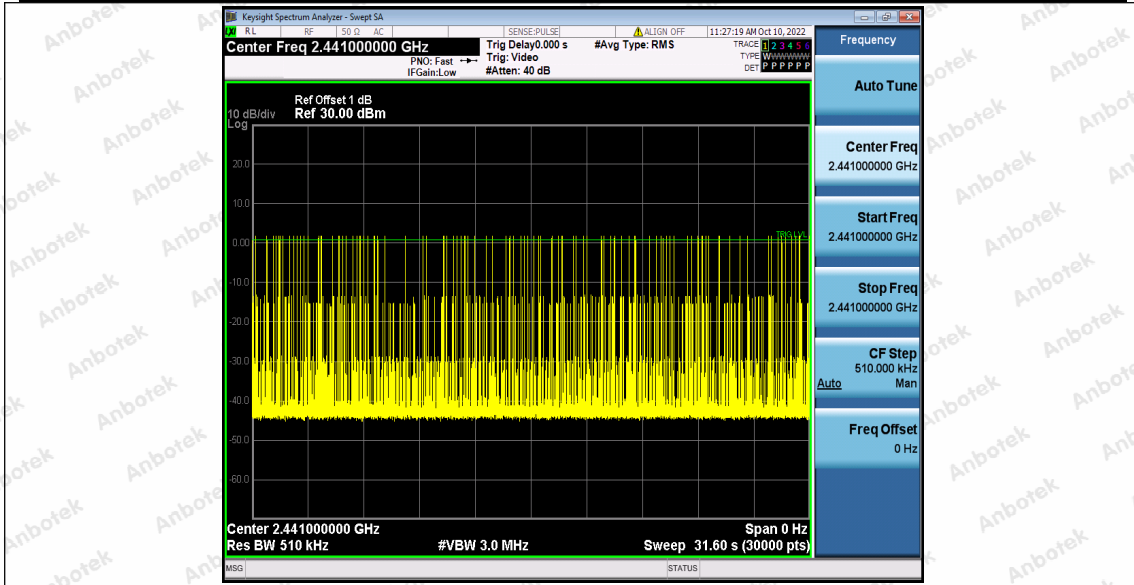 Keysight Spectrum Analyzer - Swept SA
LXI RL RF 50 Ω AC SENSE:PULSE ALIGN OFF 11:27:19 AM Oct 10, 2022
Center Freq 2.441000000 GHz
PNO: Fast
IFGain:Low
Trig Delay0.000 s
Trig: Video
#Atten: 40 dB
#Avg Type: RMS
TRACE 1 2 3 4 5 6
TYPE WWWWWW
DET P P P P P P
Frequency
Auto Tune
Center Freq
2.441000000 GHz
Start Freq
2.441000000 GHz
Stop Freq
2.441000000 GHz
CF Step
510.000 kHz
Auto Man
Freq Offset
0 Hz
Ref Offset 1 dB
10 dB/div Ref 30.00 dBm
Log
20.0
10.0
0.00
-10.0
-20.0
-30.0
-40.0
-50.0
-60.0
TRIG LVL
Center 2.441000000 GHz Span 0 Hz
Res BW 510 kHz #VBW 3.0 MHz Sweep 31.60 s (30000 pts)
MSG STATUS
Anbotek